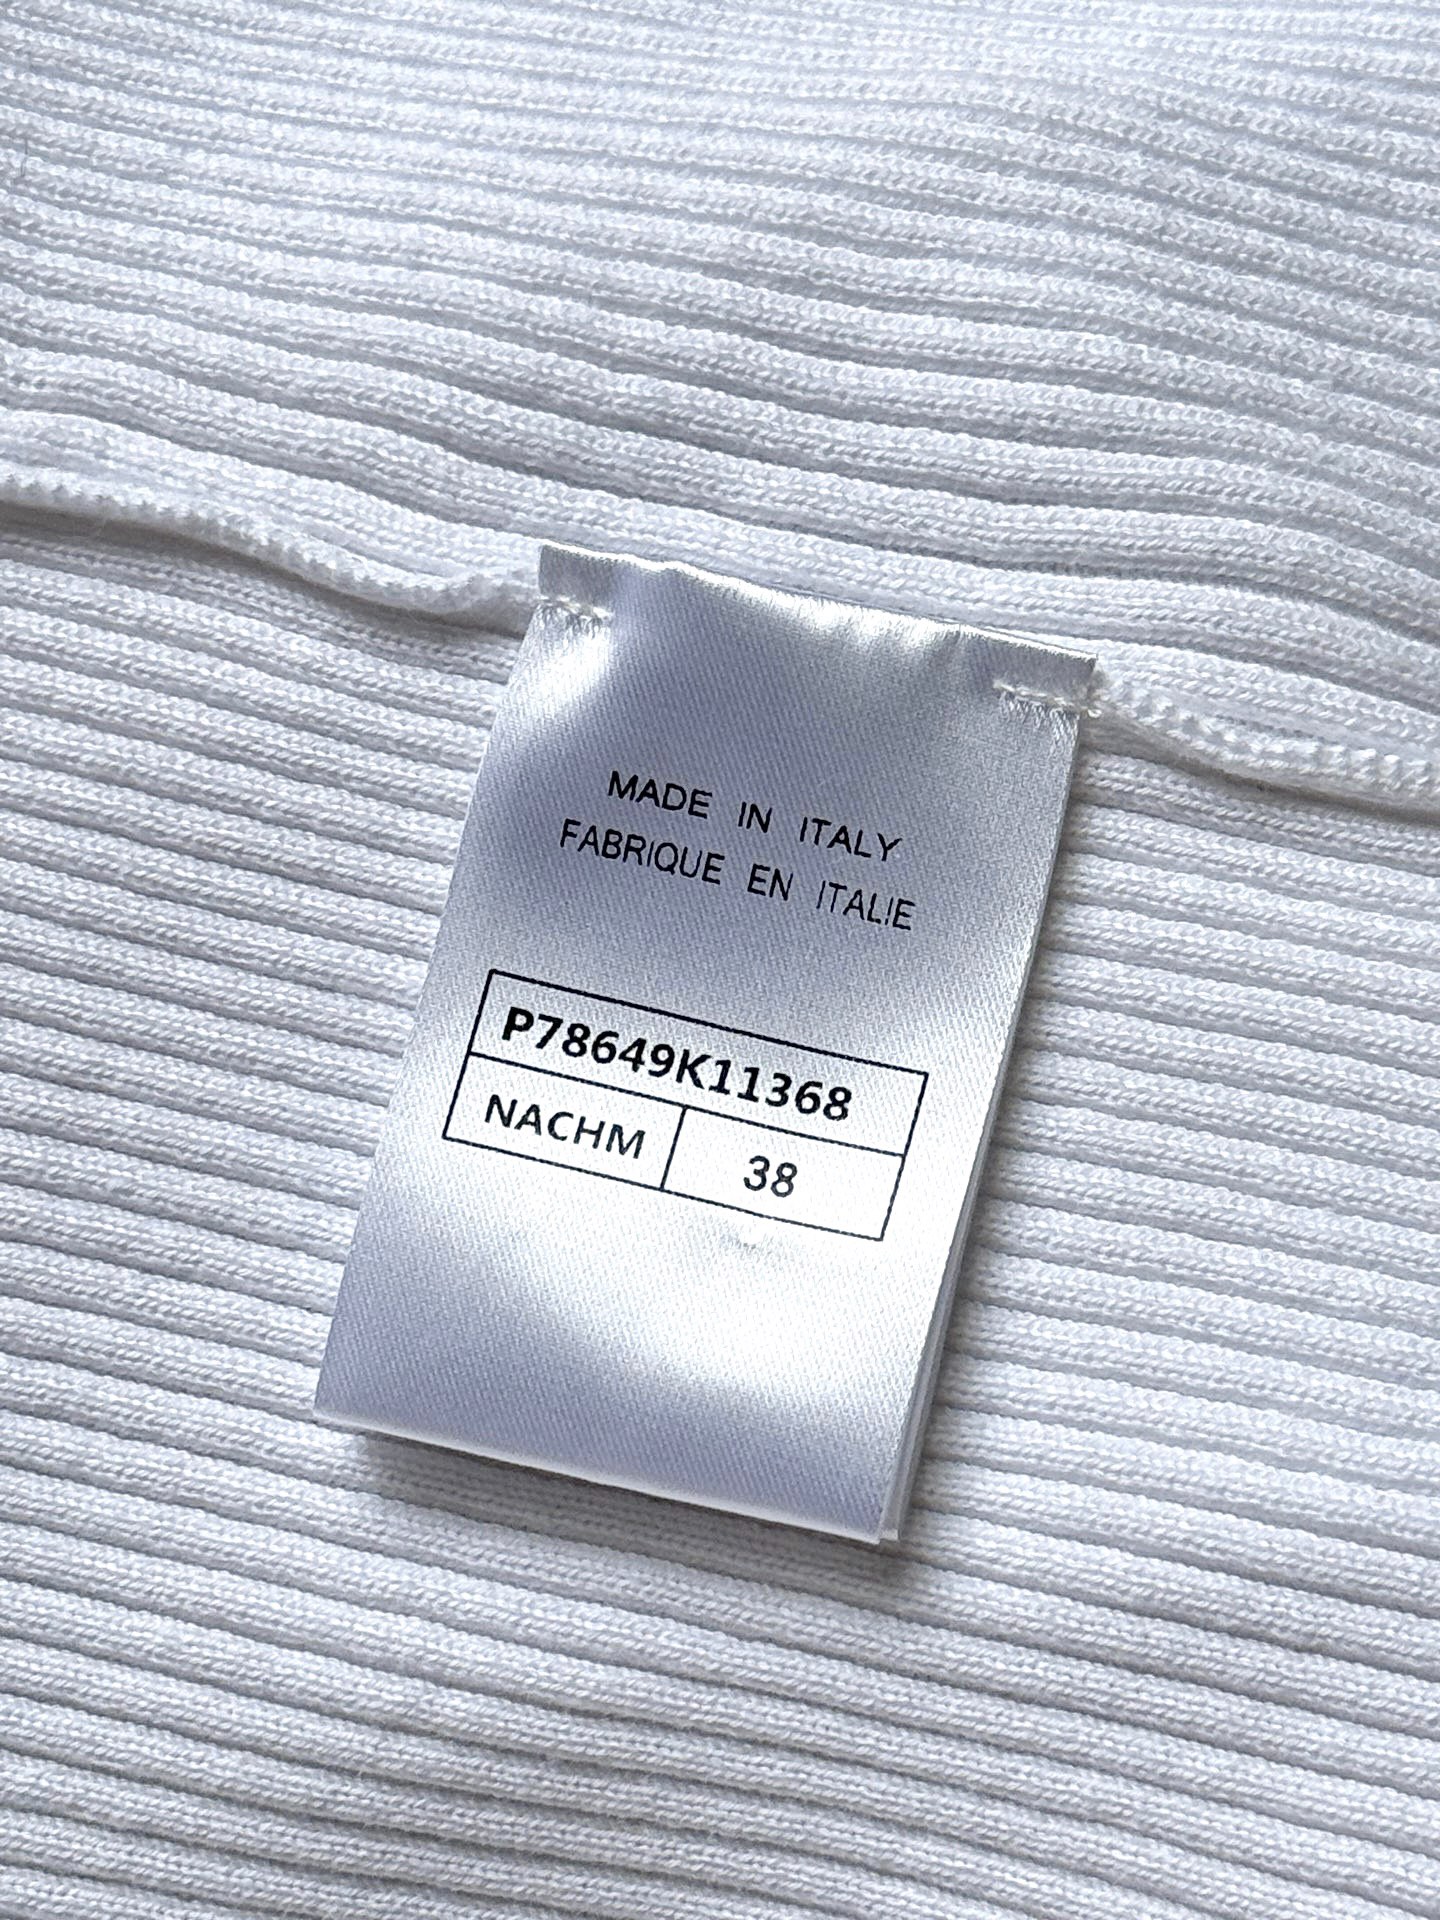 MADE IN ITALY
FABRIQUE EN ITALIE
P78649K11368
NACHM 38